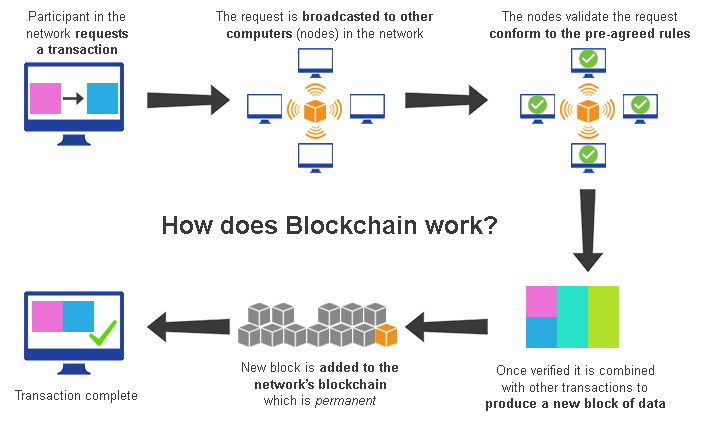 Participant in the
network requests
a transaction
The request is broadcasted to other
computers (nodes) in the network
The nodes validate the request
conform to the pre-agreed rules
How does Blockchain work?
Transaction complete
New block is added to the
network's blockchain
which is permanent
Once verified it is combined
with other transactions to
produce a new block of data